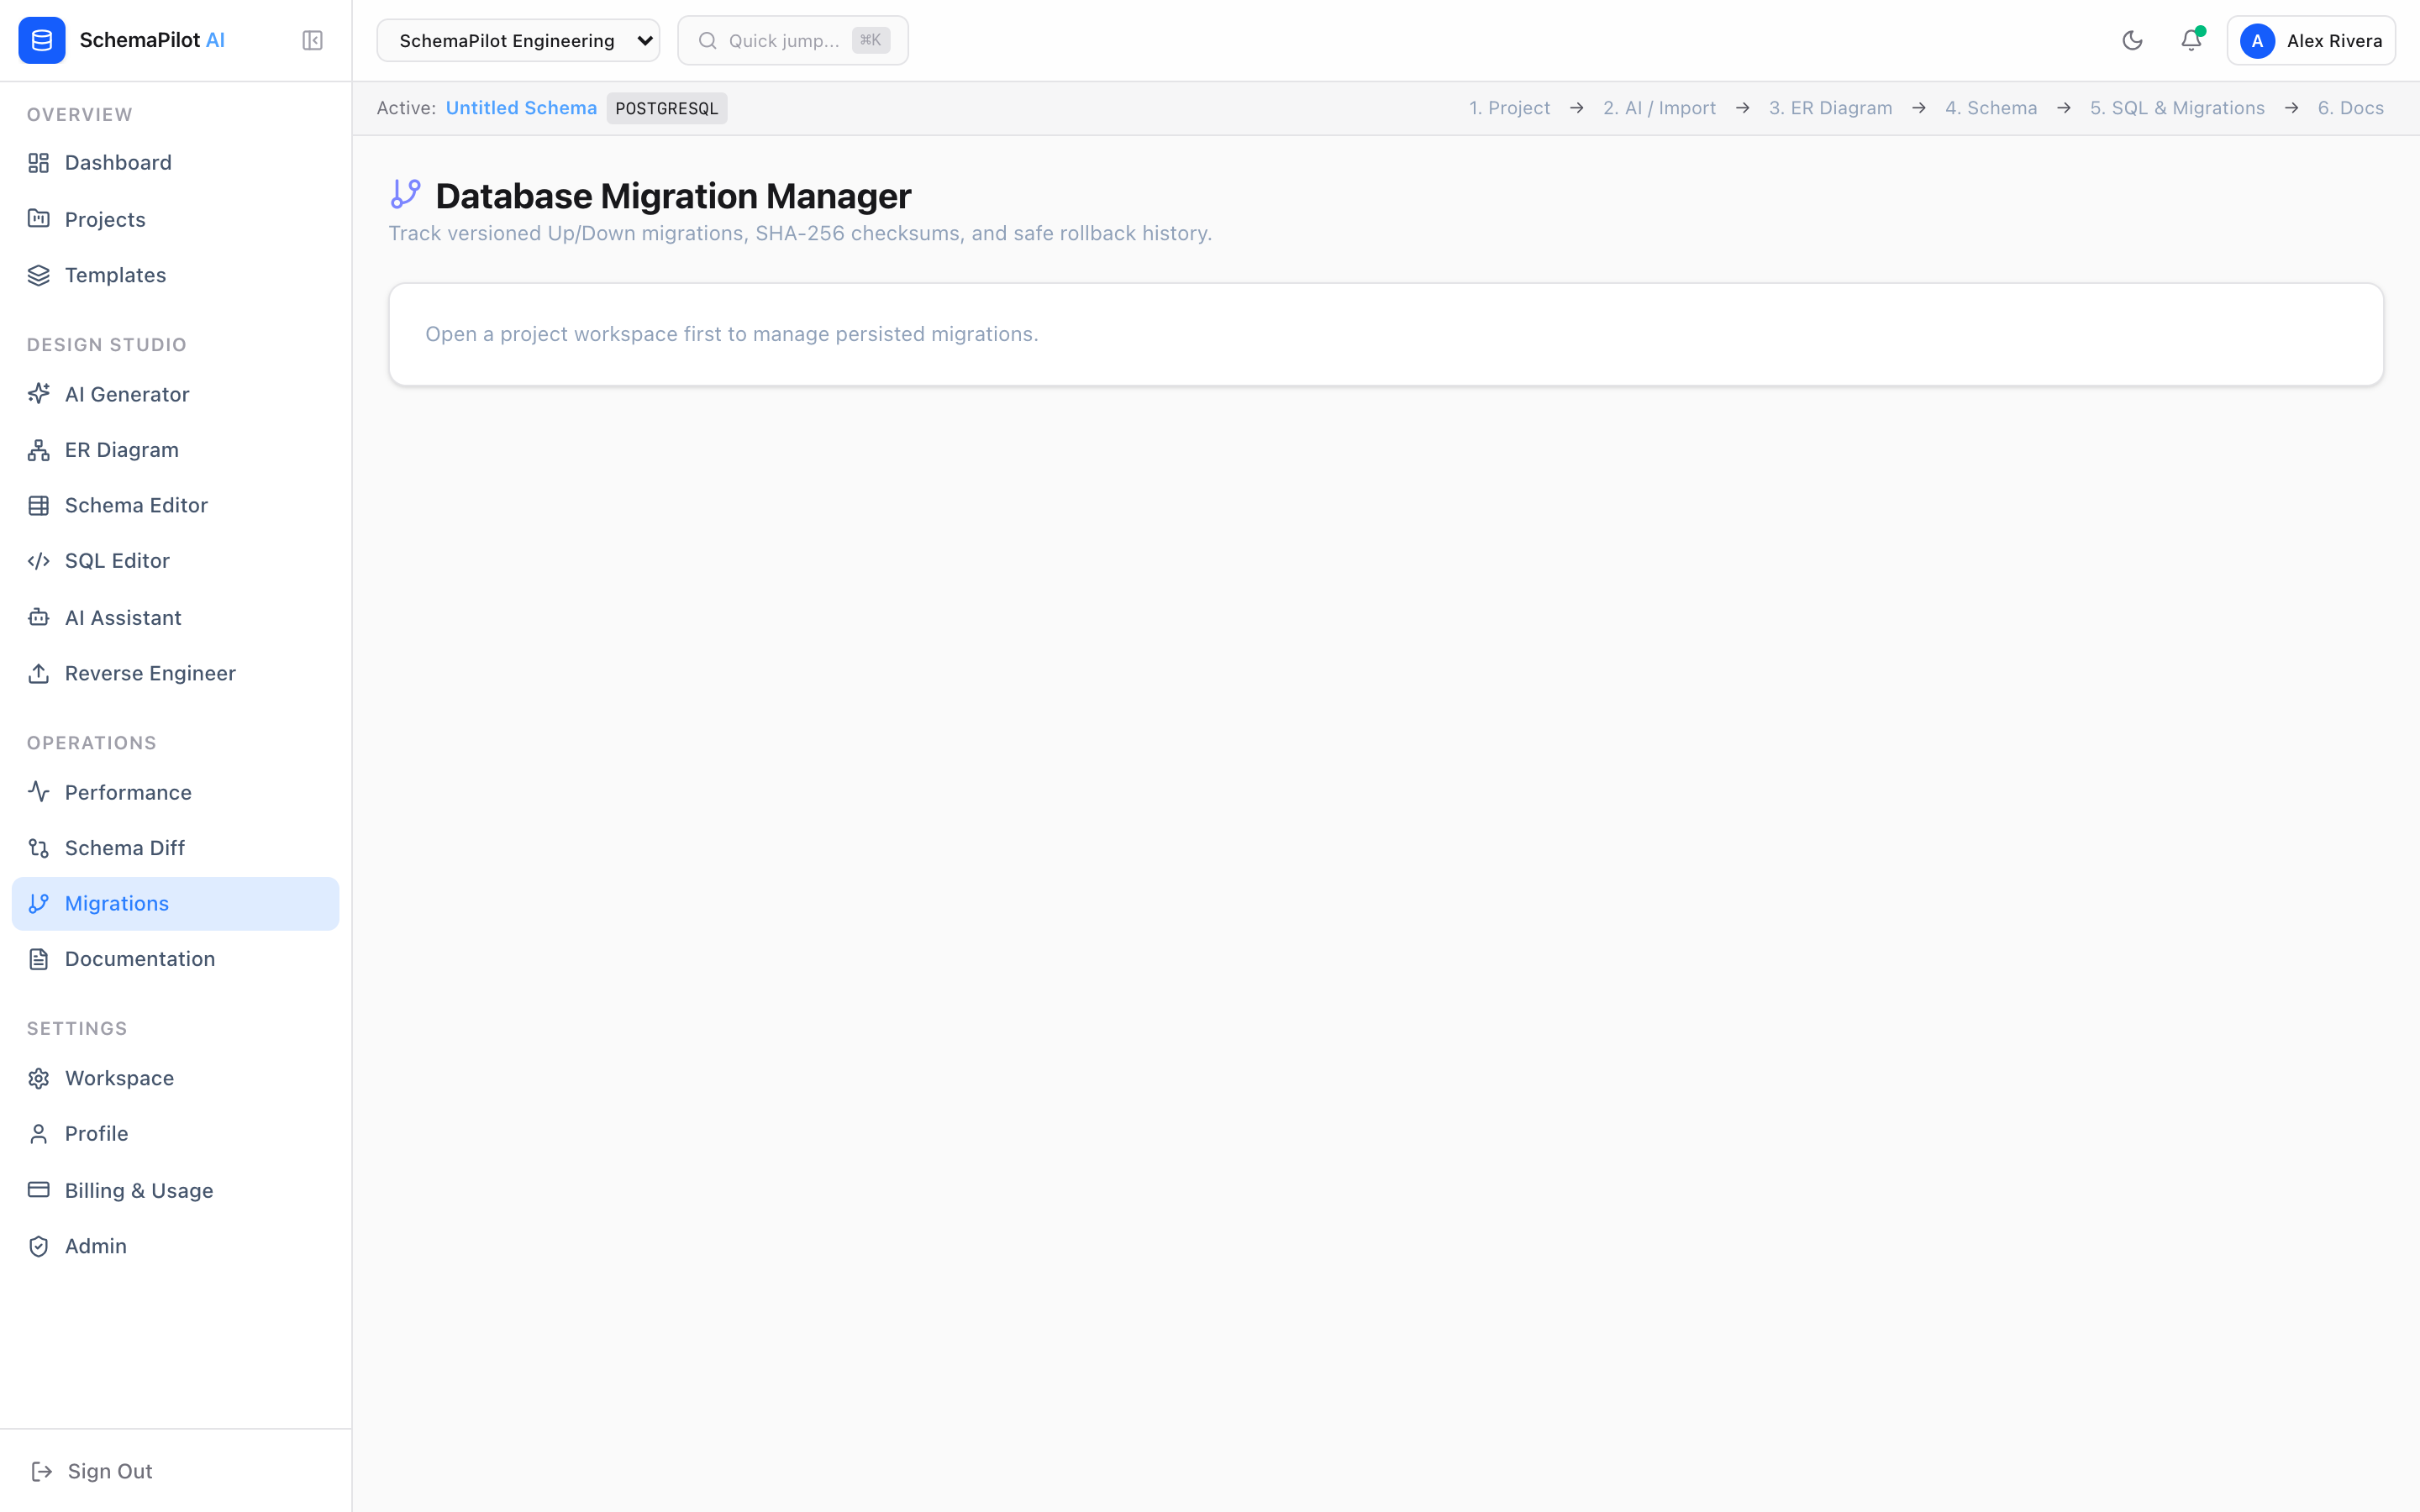 SchemaPilot AI
SchemaPilot Engineering
Quick jump... ⌘K
A Alex Rivera
Active: Untitled Schema POSTGRESQL
1. Project → 2. AI / Import → 3. ER Diagram → 4. Schema → 5. SQL & Migrations → 6. Docs
OVERVIEW
Dashboard
Projects
Templates
DESIGN STUDIO
AI Generator
ER Diagram
Schema Editor
SQL Editor
AI Assistant
Reverse Engineer
OPERATIONS
Performance
Schema Diff
Migrations
Documentation
SETTINGS
Workspace
Profile
Billing & Usage
Admin
Sign Out
Database Migration Manager
Track versioned Up/Down migrations, SHA-256 checksums, and safe rollback history.
Open a project workspace first to manage persisted migrations.